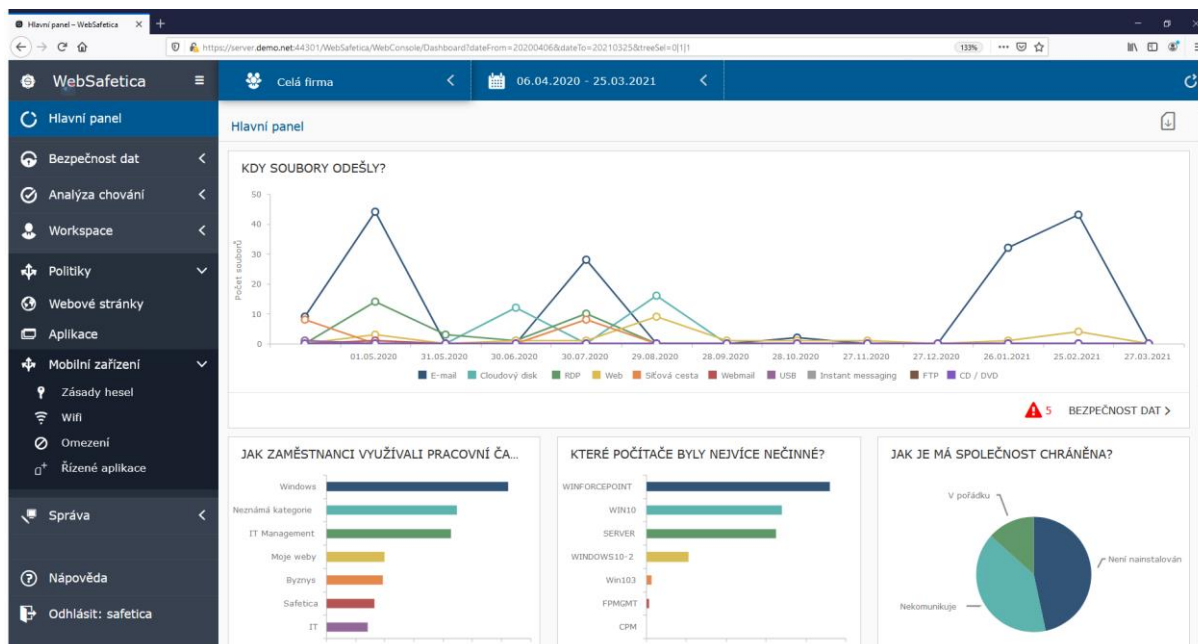 Hlavní panel – WebSafetica
https://server.demo.net:44301/WebSafetica/WebConsole/Dashboard?dateFrom=20200406&dateTo=20210325&treeSel=0|1|1
133%
WebSafetica
Celá firma
06.04.2020 - 25.03.2021
Hlavní panel
Bezpečnost dat
Analýza chování
Workspace
Politiky
Webové stránky
Aplikace
Mobilní zařízení
Zásady hesel
Wifi
Omezení
Řízené aplikace
Správa
Nápověda
Odhlásit: safetica
Hlavní panel
KDY SOUBORY ODEŠLY?
Počet souborů
50
40
30
20
10
0
01.05.2020 31.05.2020 30.06.2020 30.07.2020 29.08.2020 28.09.2020 28.10.2020 27.11.2020 27.12.2020 26.01.2021 25.02.2021 27.03.2021
E-mail Cloudový disk RDP Web Síťová cesta Webmail USB Instant messaging FTP CD / DVD
5 BEZPEČNOST DAT >
JAK ZAMĚSTNANCI VYUŽÍVALI PRACOVNÍ ČA...
Windows
Neznámá kategorie
IT Management
Moje weby
Byznys
Safetica
IT
KTERÉ POČÍTAČE BYLY NEJVÍCE NEČINNÉ?
WINFORCEPOINT
WIN10
SERVER
WINDOWS10-2
Win103
FPMGMT
CPM
JAK JE MÁ SPOLEČNOST CHRÁNĚNA?
V pořádku
Není nainstalován
Nekomunikuje